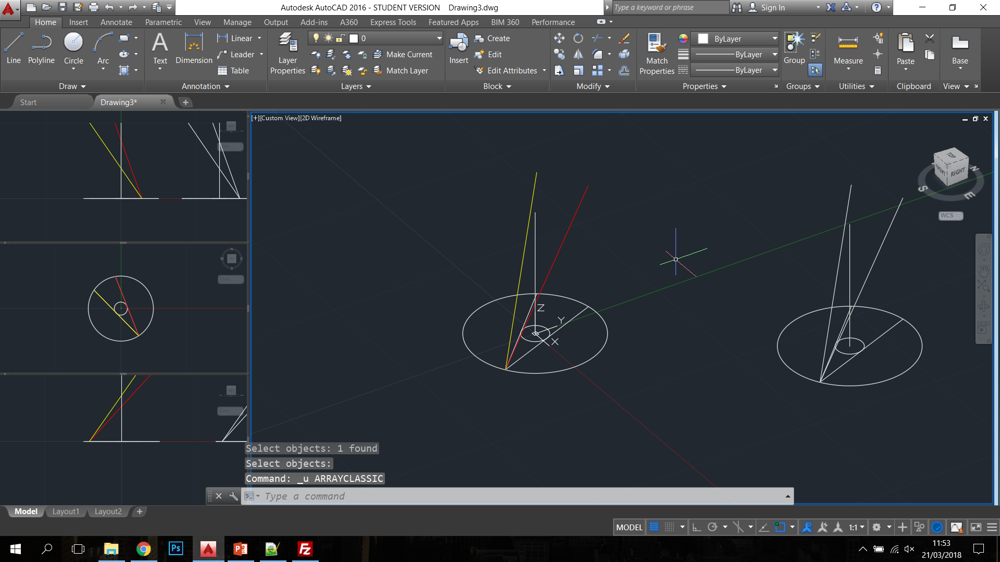 Autodesk AutoCAD 2016 - STUDENT VERSION Drawing3.dwg
Type a keyword or phrase
Sign In
Home Insert Annotate Parametric View Manage Output Add-ins A360 Express Tools Featured Apps BIM 360 Performance
Line Polyline Circle Arc
Draw
Text Dimension Linear Leader Table
Annotation
Layer Properties
0
Make Current
Match Layer
Layers
Insert Create Edit Edit Attributes
Block
Modify
Match Properties
ByLayer
ByLayer
ByLayer
Properties
Group
Groups
Measure
Utilities
Paste
Clipboard
Base
View
Start Drawing3*
[+][Custom View][2D Wireframe]
TOP
FRONT RIGHT
N
S E
WCS
N
W E
S
Z
Y
X
Select objects: 1 found
Select objects:
Command: _u ARRAYCLASSIC
Type a command
Model Layout1 Layout2
MODEL 1:1
Ps
11:53
21/03/2018